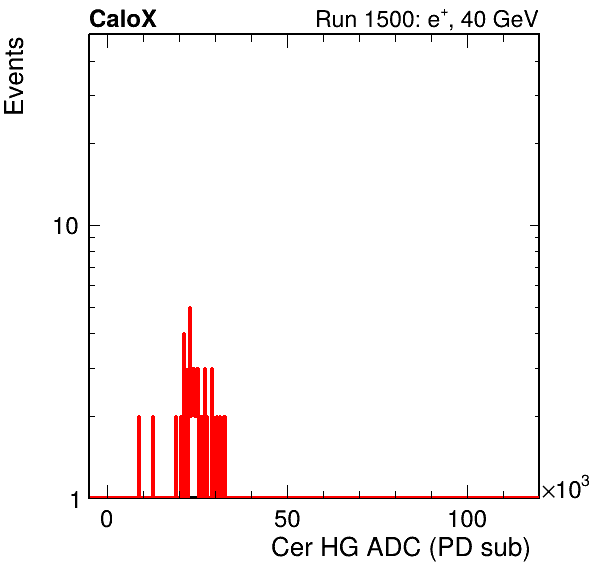 CaloX Run 1500: e⁺, 40 GeV
Events
10
1
0 50 100 ×10³
Cer HG ADC (PD sub)